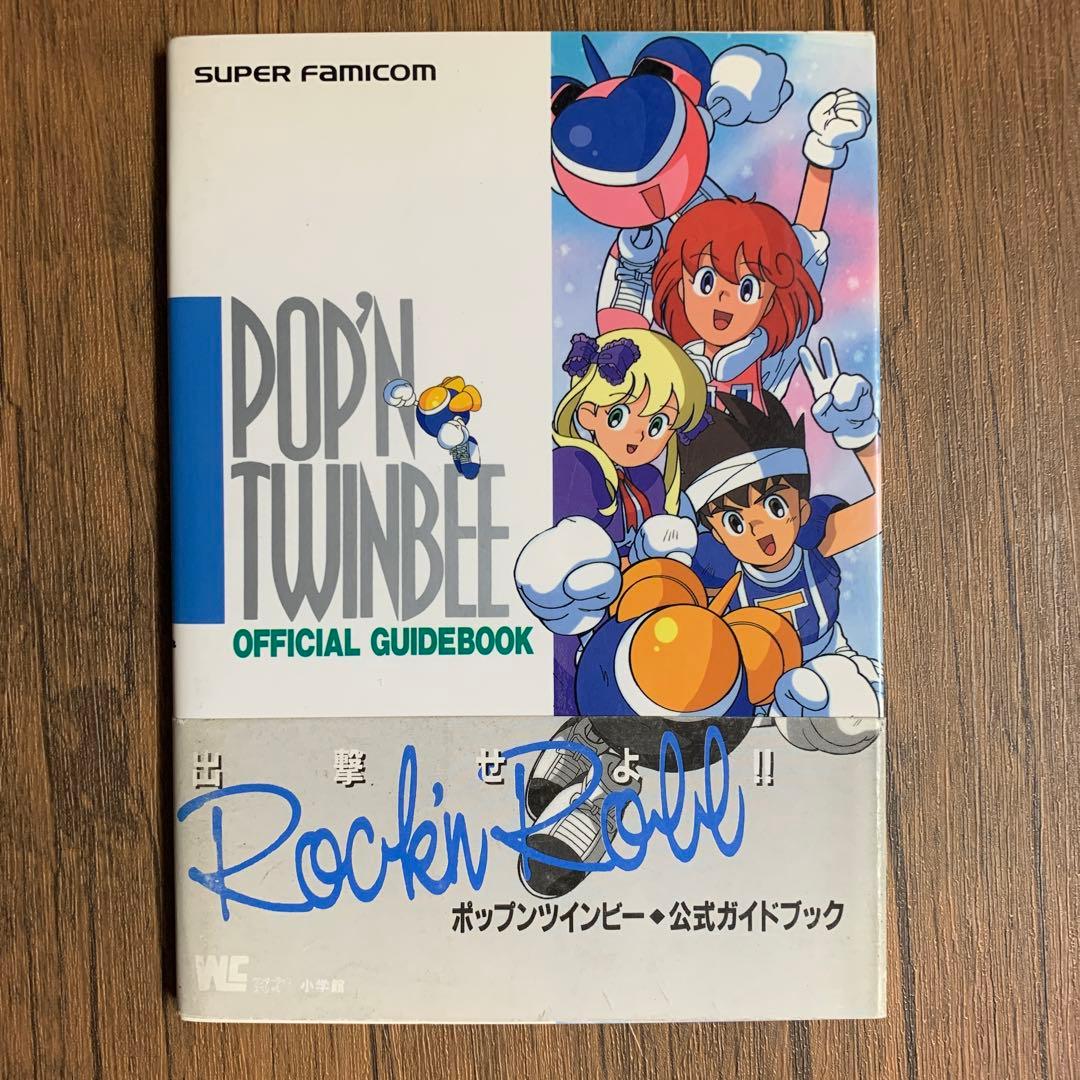 SUPER FAMICOM
POP'N
TWINBEE
OFFICIAL GUIDEBOOK
T
出撃せよ!!
Rock'n Roll
ポップンツインビー◆公式ガイドブック
小学館